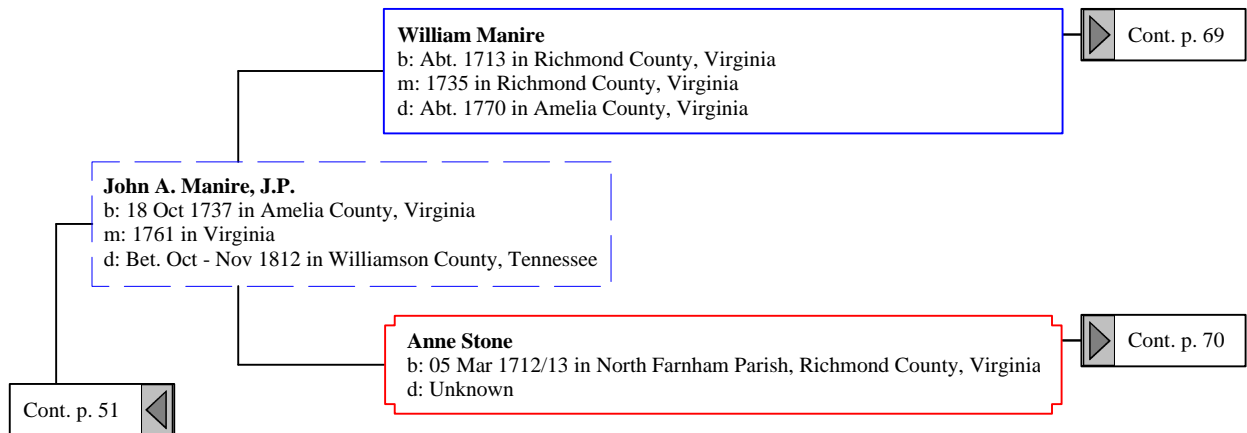 William Manire
b: Abt. 1713 in Richmond County, Virginia
m: 1735 in Richmond County, Virginia
d: Abt. 1770 in Amelia County, Virginia
Cont. p. 69
John A. Manire, J.P.
b: 18 Oct 1737 in Amelia County, Virginia
m: 1761 in Virginia
d: Bet. Oct - Nov 1812 in Williamson County, Tennessee
Anne Stone
b: 05 Mar 1712/13 in North Farnham Parish, Richmond County, Virginia
d: Unknown
Cont. p. 70
Cont. p. 51